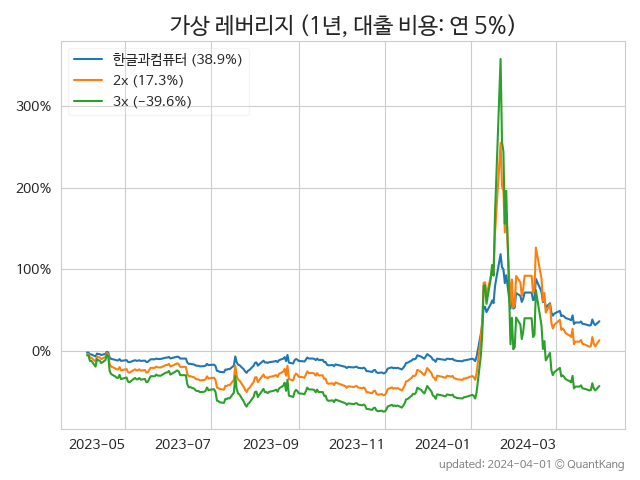 가상 레버리지 (1년, 대출 비용: 연 5%)
한글과컴퓨터 (38.9%)
2x (17.3%)
3x (−39.6%)
300%
200%
100%
0%
2023-05 2023-07 2023-09 2023-11 2024-01 2024-03
updated: 2024-04-01 © QuantKang